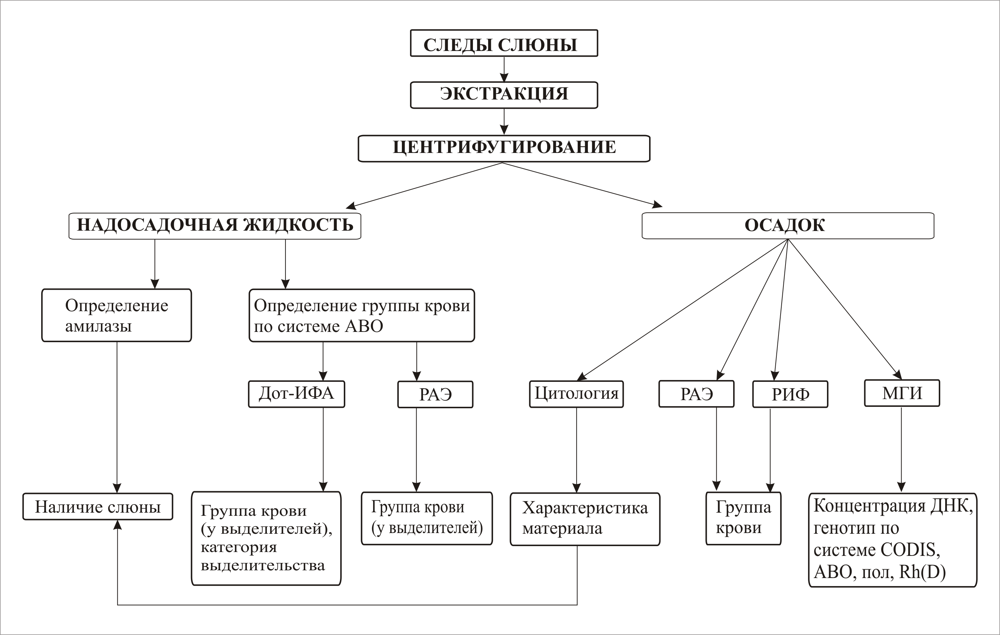 СЛЕДЫ СЛЮНЫ
ЭКСТРАКЦИЯ
ЦЕНТРИФУГИРОВАНИЕ
НАДОСАДОЧНАЯ ЖИДКОСТЬ
ОСАДОК
Определение
амилазы
Определение группы крови
по системе АВО
Дот-ИФА
РАЭ
Цитология
РАЭ
РИФ
МГИ
Наличие слюны
Группа крови
(у выделителей),
категория
выделительства
Группа крови
(у выделителей)
Характеристика
материала
Группа
крови
Концентрация ДНК,
генотип по
системе CODIS,
АВО, пол, Rh(D)